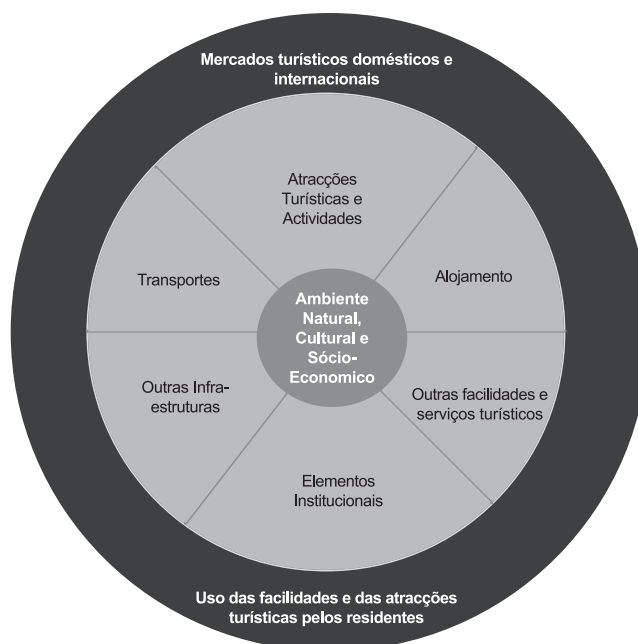 Mercados turísticos domésticos e
internacionais
Atracções
Turísticas e
Actividades
Transportes
Alojamento
Ambiente
Natural,
Cultural e
Sócio-
Economico
Outras Infra-
estruturas
Outras facilidades e
serviços turísticos
Elementos
Institucionais
Uso das facilidades e das atracções
turísticas pelos residentes